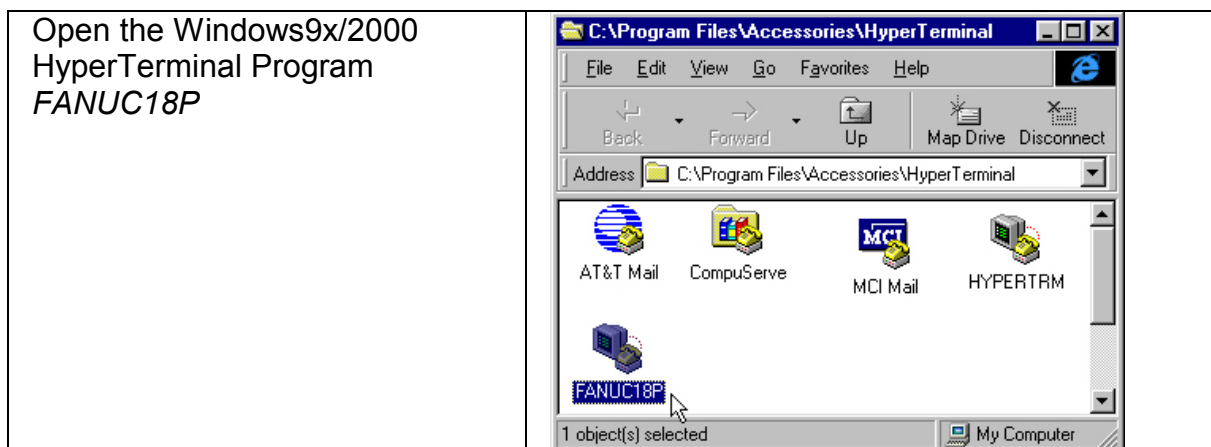 Open the Windows9x/2000
HyperTerminal Program
FANUC18P
C:\Program Files\Accessories\HyperTerminal
File Edit View Go Favorites Help
Back Forward Up Map Drive Disconnect
Address C:\Program Files\Accessories\HyperTerminal
AT&T Mail CompuServe MCI Mail HYPERTRM
MCI
FANUC18P
1 object(s) selected My Computer